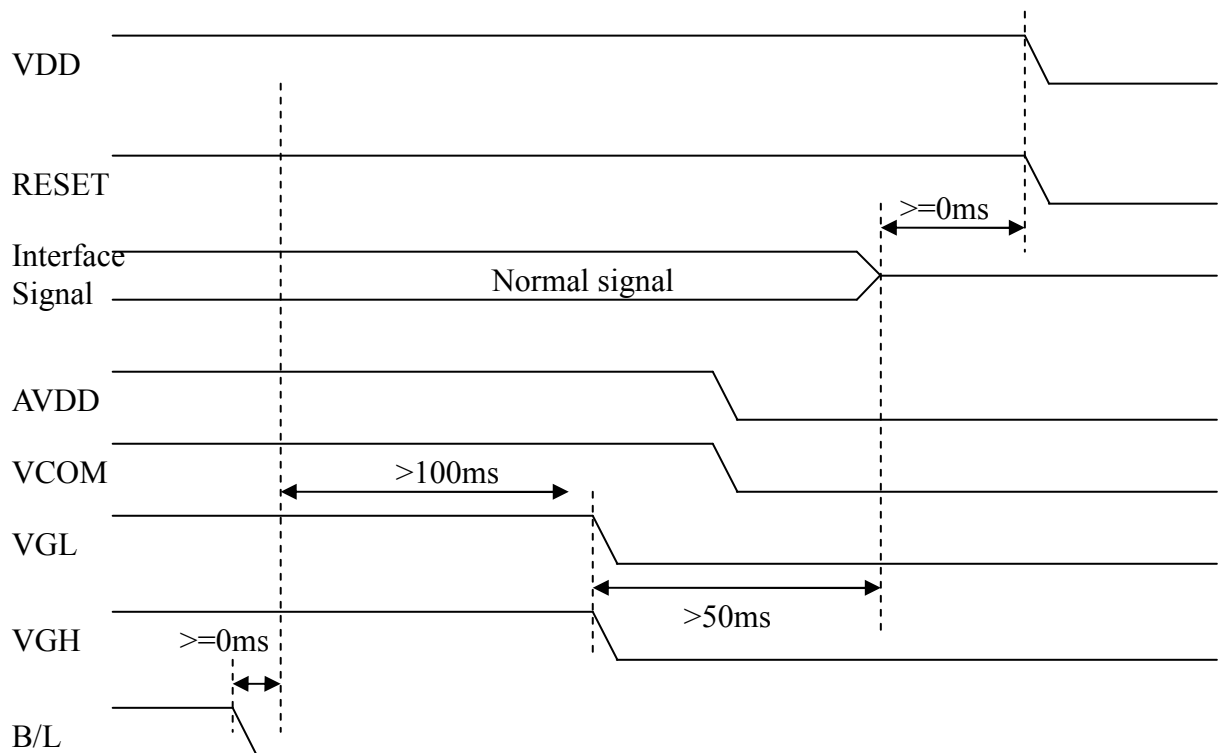 VDD
RESET
>=0ms
Interface
Signal
Normal signal
AVDD
VCOM
>100ms
VGL
>50ms
VGH
>=0ms
B/L